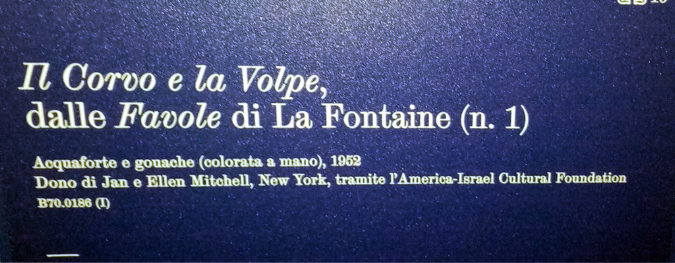 Il Corvo e la Volpe,
dalle Favole di La Fontaine (n. 1)
Acquaforte e gouache (colorata a mano), 1952
Dono di Jan e Ellen Mitchell, New York, tramite l'America-Israel Cultural Foundation
B70.0186 (I)